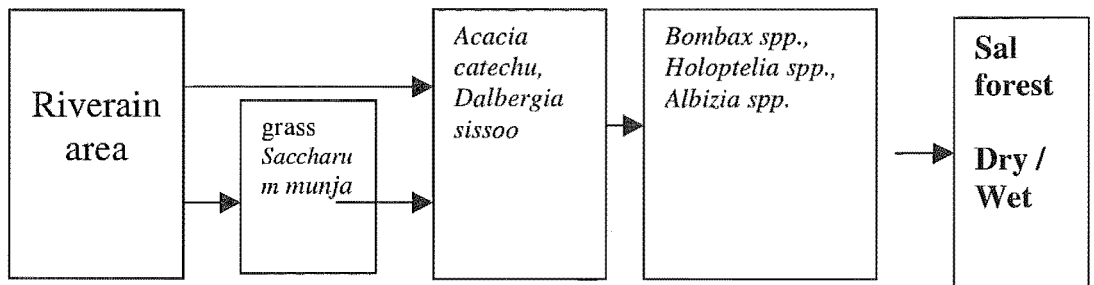 Riverain
area
grass
Saccharu
m munja
Acacia
catechu,
Dalbergia
sissoo
Bombax spp.,
Holoptelia spp.,
Albizia spp.
Sal
forest
Dry /
Wet